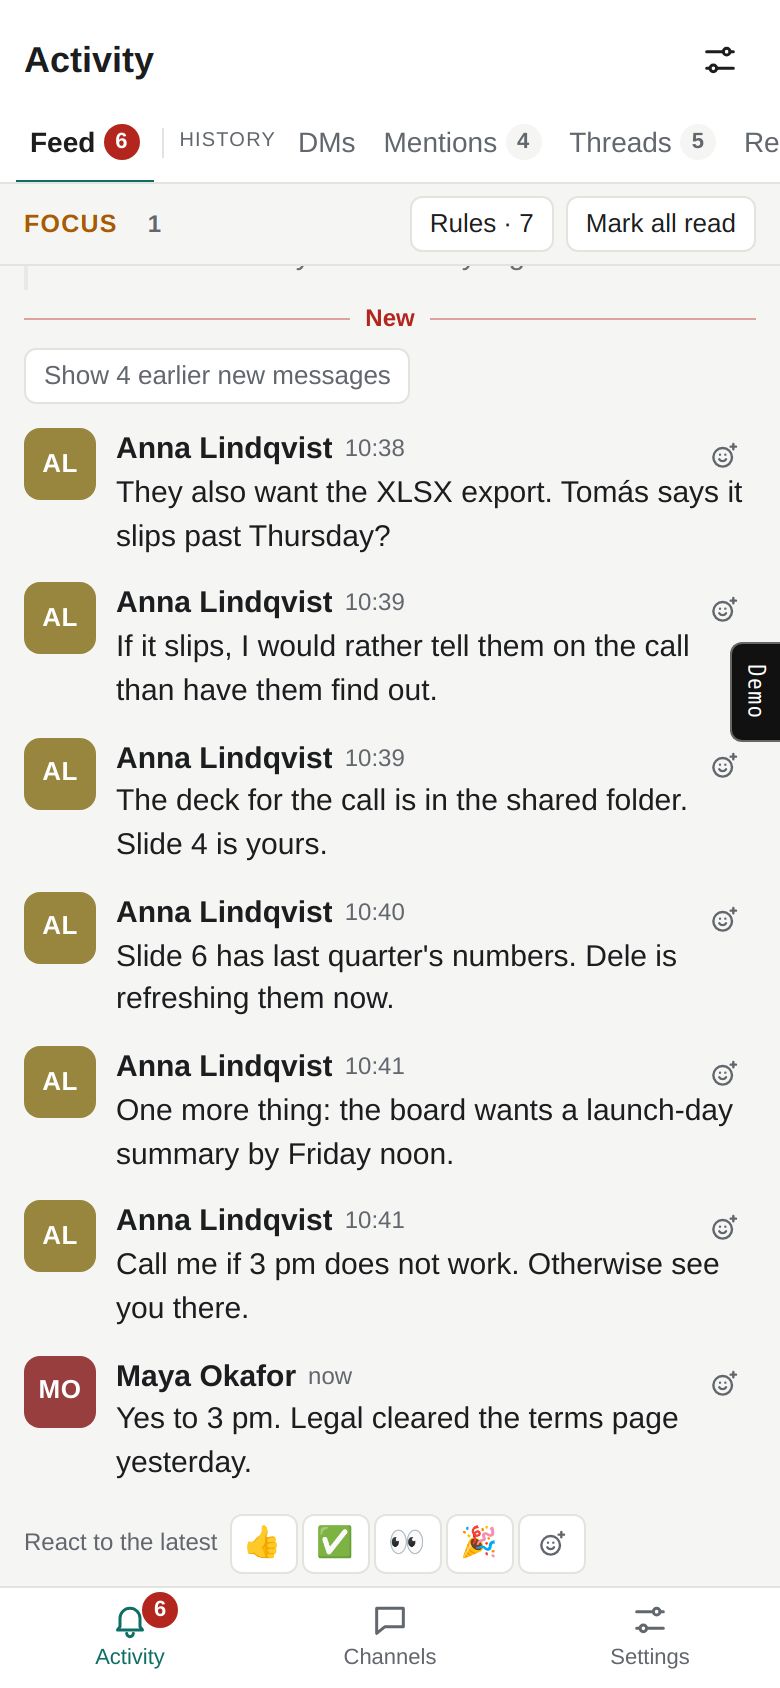 Activity
Feed 6 HISTORY DMs Mentions 4 Threads 5 Re
FOCUS 1 Rules · 7 Mark all read
New
Show 4 earlier new messages
AL Anna Lindqvist 10:38
They also want the XLSX export. Tomás says it
slips past Thursday?
AL Anna Lindqvist 10:39
If it slips, I would rather tell them on the call
than have them find out.
Demo
AL Anna Lindqvist 10:39
The deck for the call is in the shared folder.
Slide 4 is yours.
AL Anna Lindqvist 10:40
Slide 6 has last quarter's numbers. Dele is
refreshing them now.
AL Anna Lindqvist 10:41
One more thing: the board wants a launch-day
summary by Friday noon.
AL Anna Lindqvist 10:41
Call me if 3 pm does not work. Otherwise see
you there.
MO Maya Okafor now
Yes to 3 pm. Legal cleared the terms page
yesterday.
React to the latest
6
Activity Channels Settings